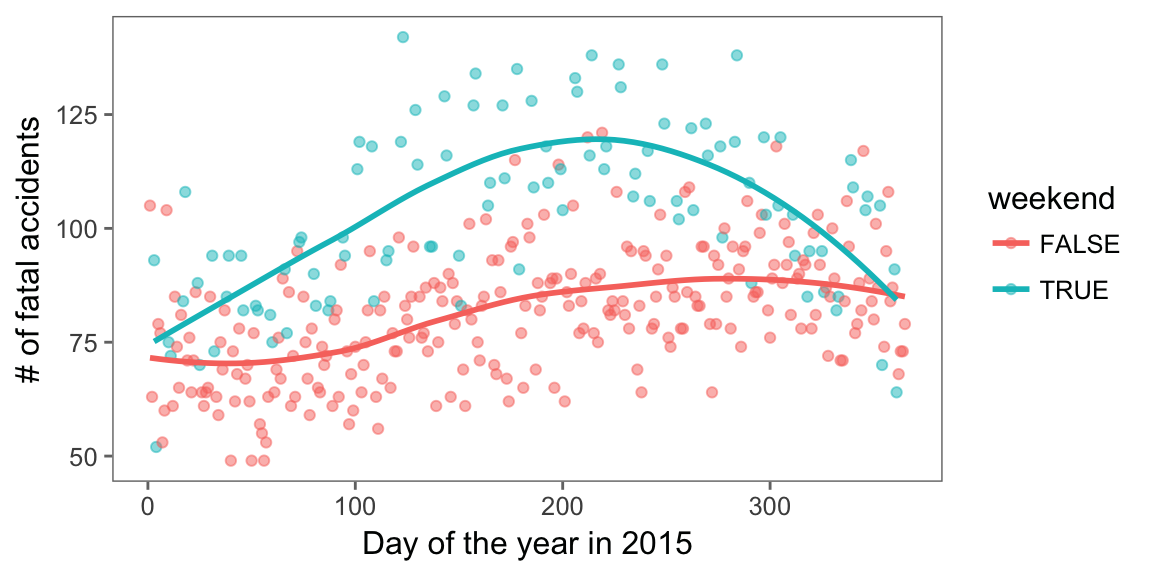 125
100
75
50
# of fatal accidents
0 100 200 300
Day of the year in 2015
weekend
FALSE
TRUE